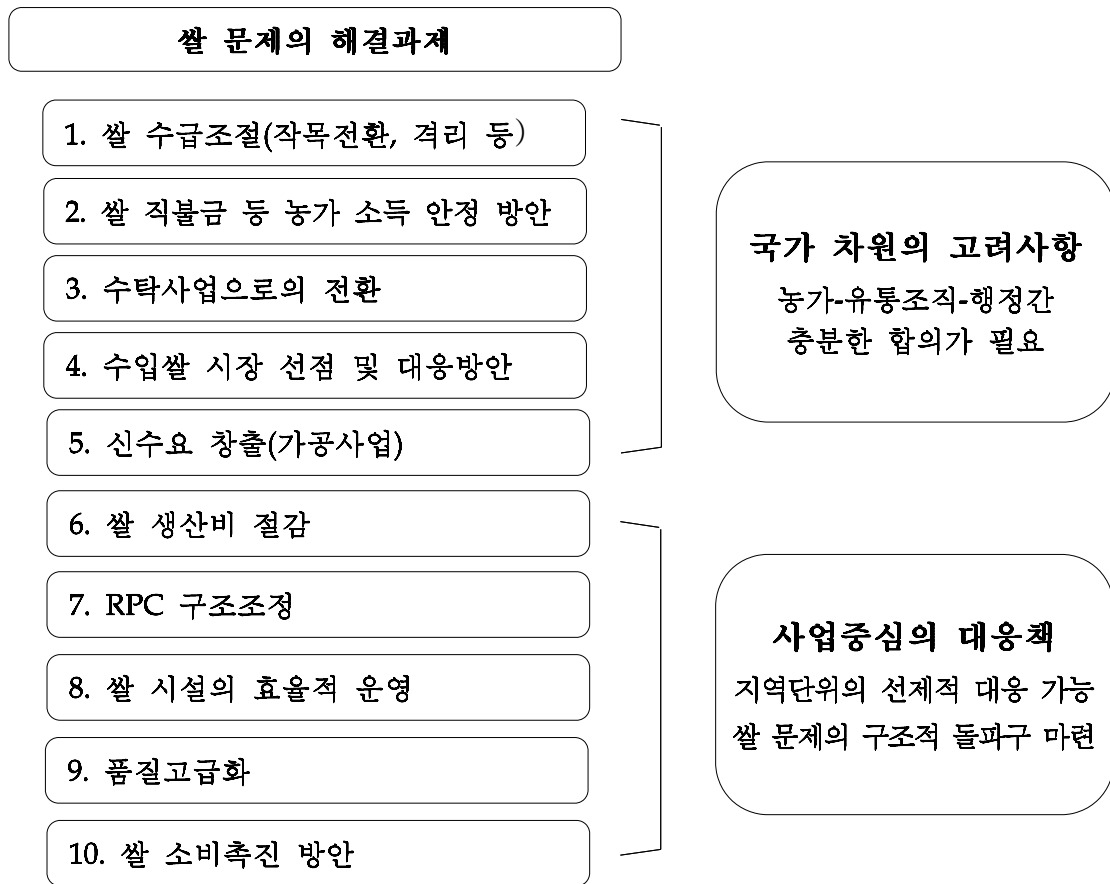 쌀 문제의 해결과제
1. 쌀 수급조절(작목전환, 격리 등)
2. 쌀 직불금 등 농가 소득 안정 방안
3. 수탁사업으로의 전환
4. 수입쌀 시장 선점 및 대응방안
5. 신수요 창출(가공사업)
국가 차원의 고려사항
농가-유통조직-행정간
충분한 합의가 필요
6. 쌀 생산비 절감
7. RPC 구조조정
8. 쌀 시설의 효율적 운영
9. 품질고급화
10. 쌀 소비촉진 방안
사업중심의 대응책
지역단위의 선제적 대응 가능
쌀 문제의 구조적 돌파구 마련